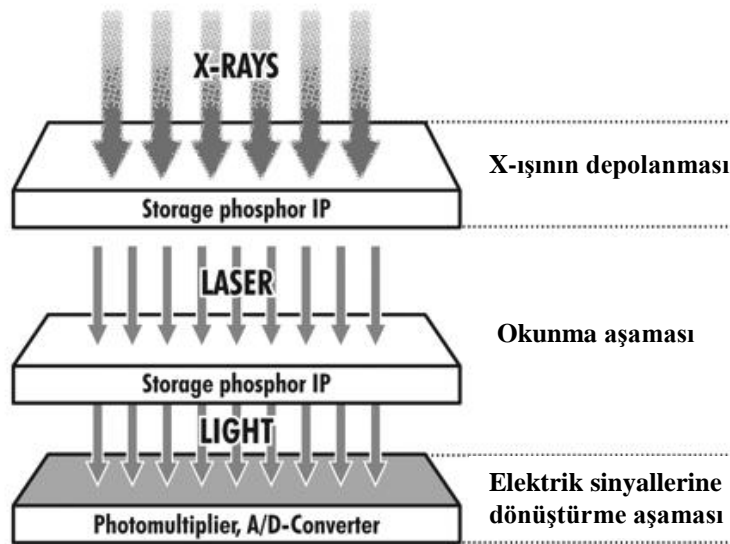 X-RAYS
X-ışının depolanması
Storage phosphor IP
LASER
Okunma aşaması
Storage phosphor IP
LIGHT
Elektrik sinyallerine
dönüştürme aşaması
Photomultiplier, A/D-Converter